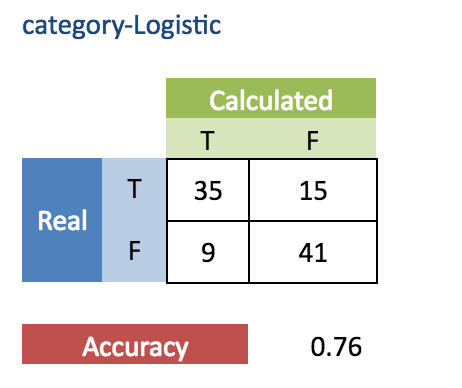 category-Logistic
Calculated
T F
T 35 15
Real
F 9 41
Accuracy 0.76